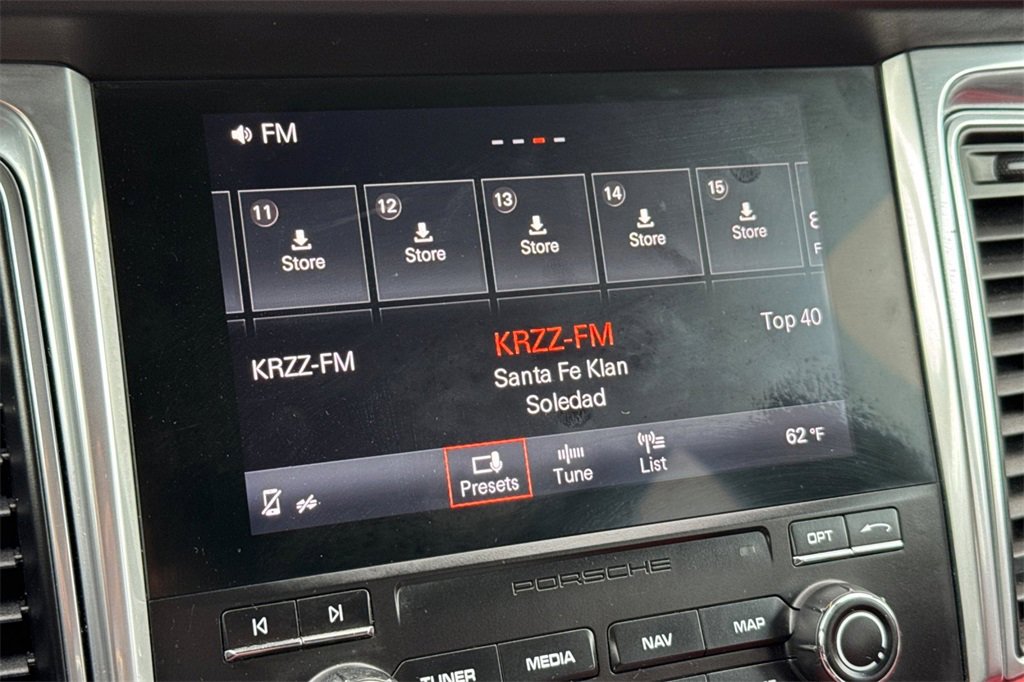 FM
11
Store
12
Store
13
Store
14
Store
15
Store
KRZZ-FM
KRZZ-FM
Santa Fe Klan
Soledad
Top 40
Presets
Tune
List
62 °F
PORSCHE
OPT
TUNER
MEDIA
NAV
MAP